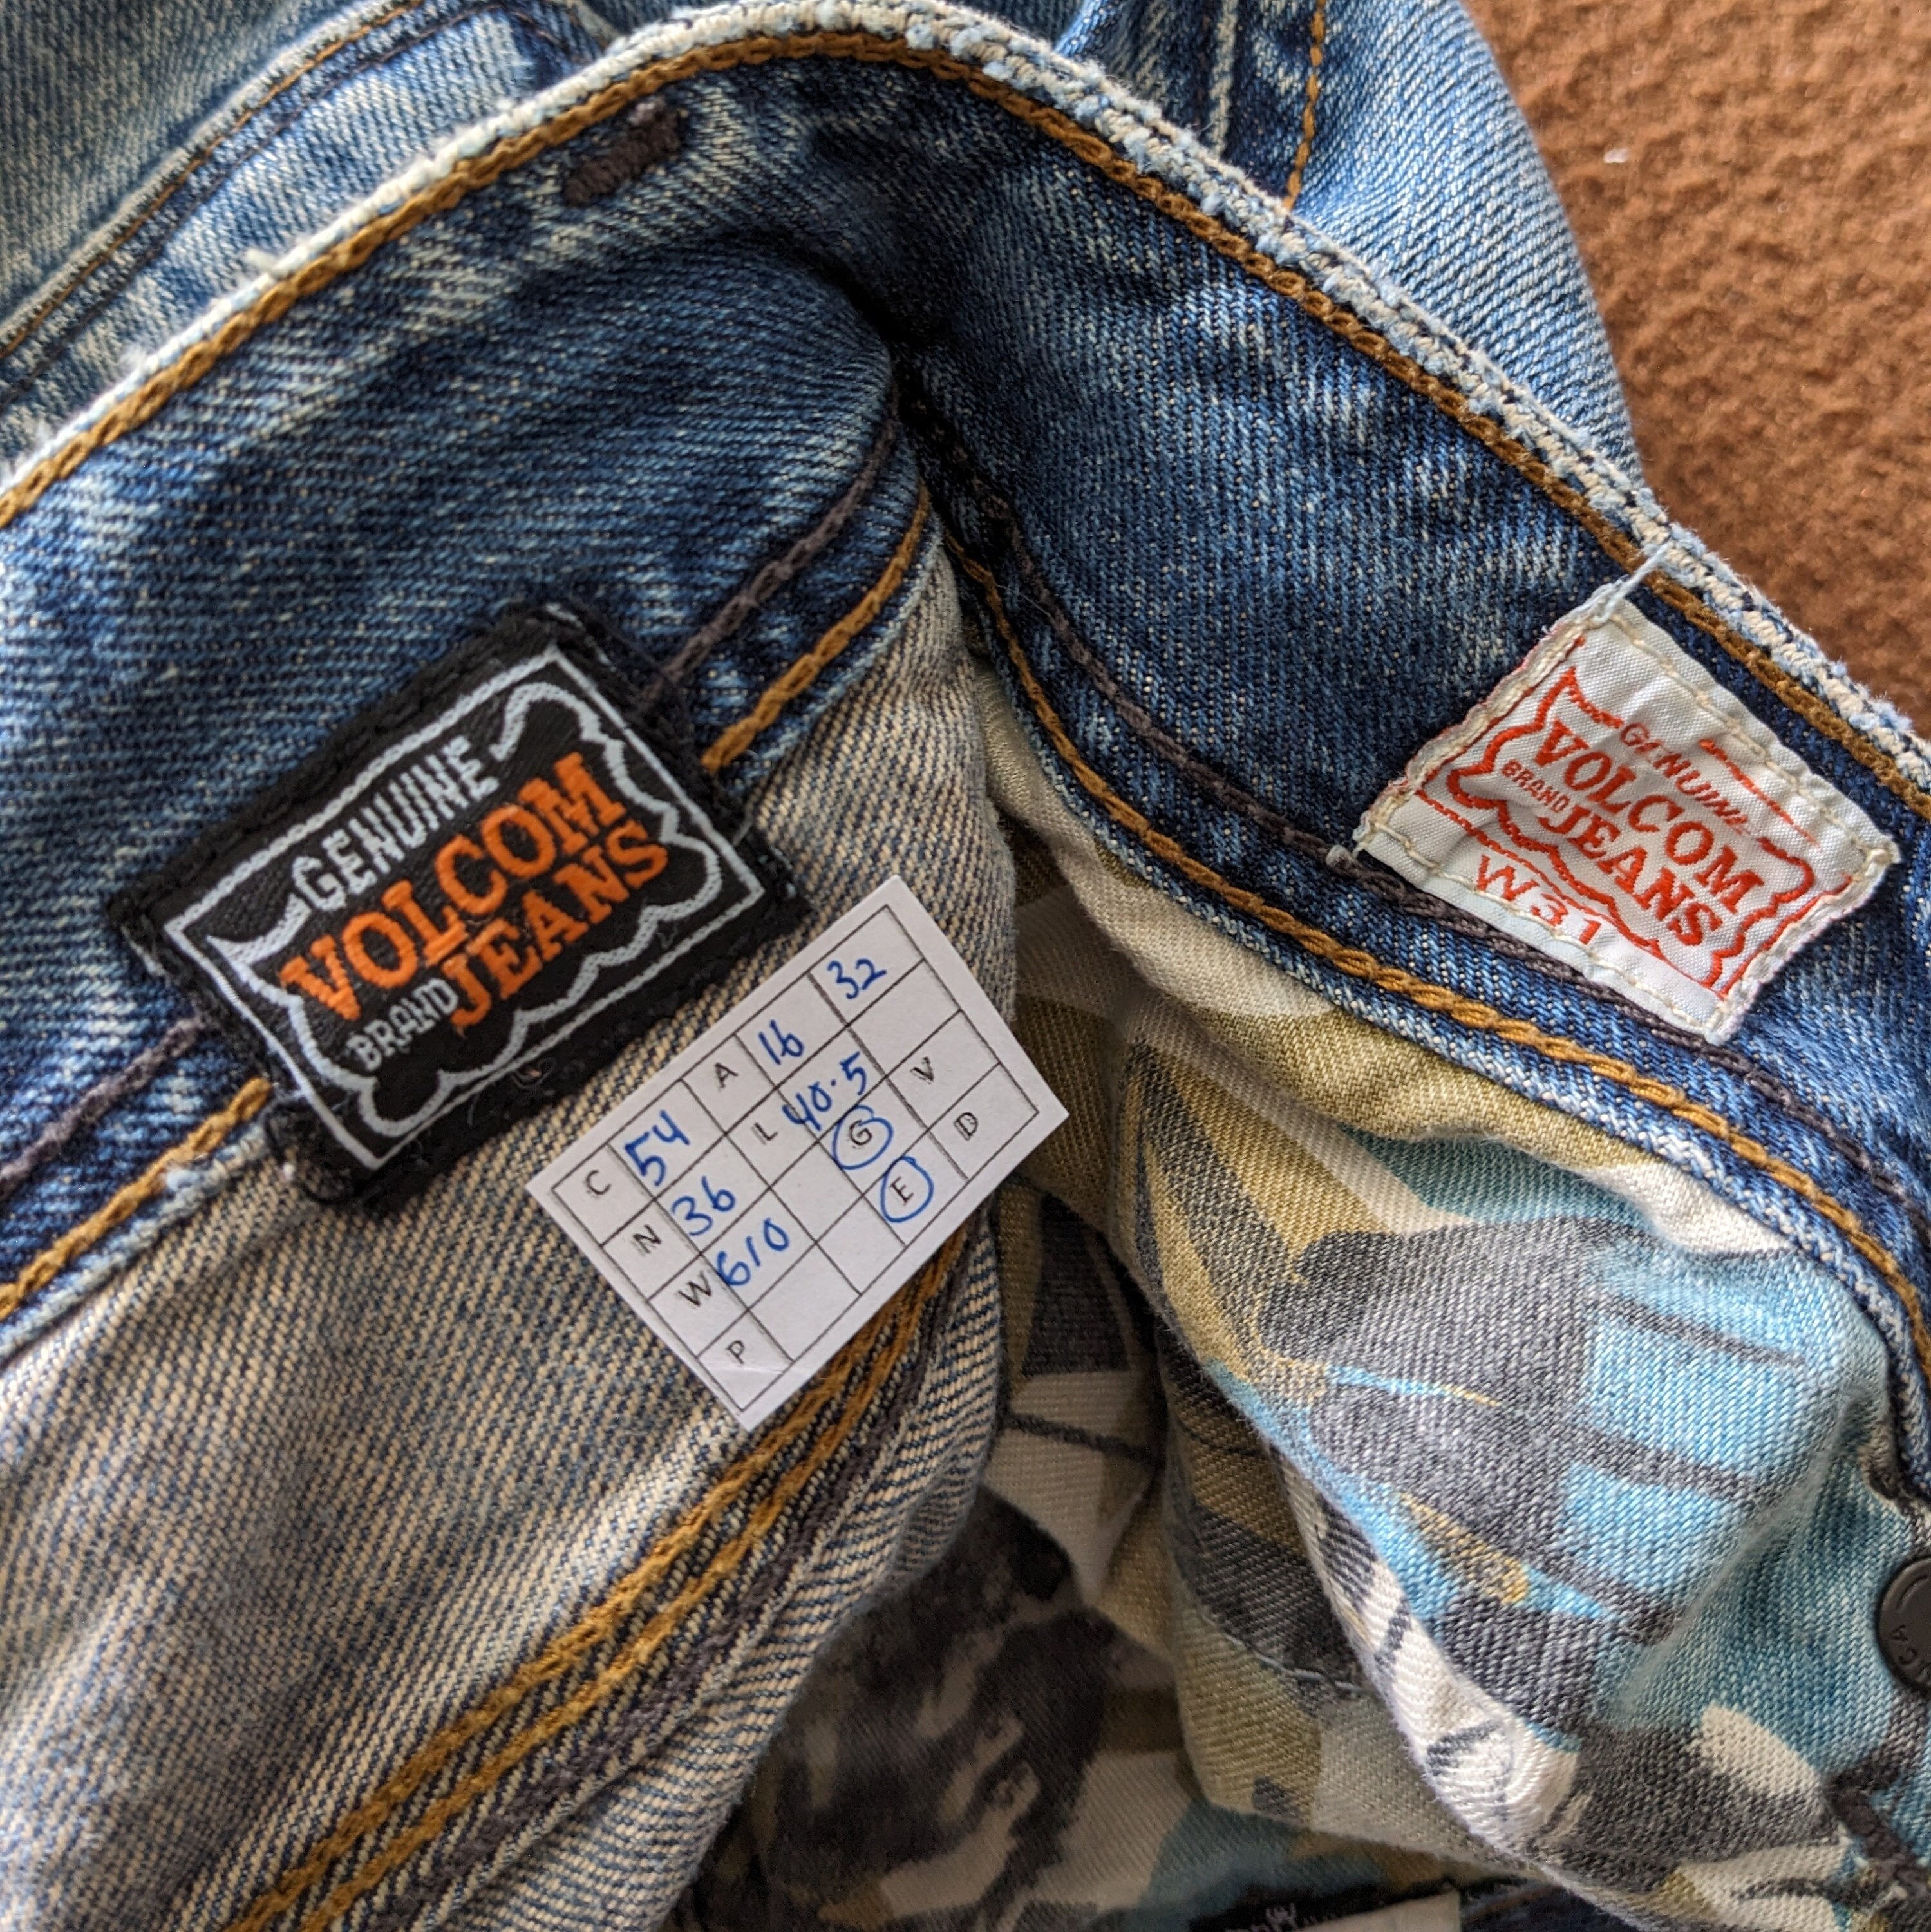 GENUINE
VOLCOM
BRAND JEANS
GENUINE
VOLCOM
BRAND JEANS
W31
C 54 A 16 32
N 36 L 40.5
W 610 G V
P E D